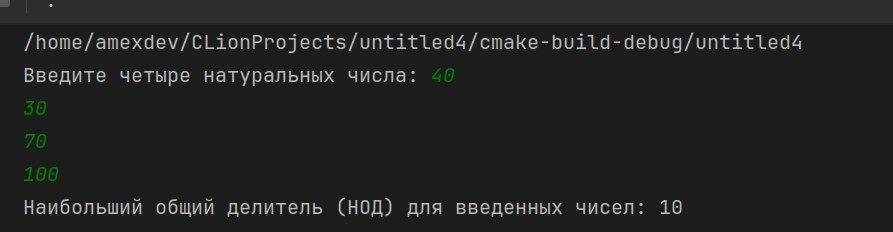 /home/amexdev/CLionProjects/untitled4/cmake-build-debug/untitled4
Введите четыре натуральных числа: 40
30
70
100
Наибольший общий делитель (НОД) для введенных чисел: 10